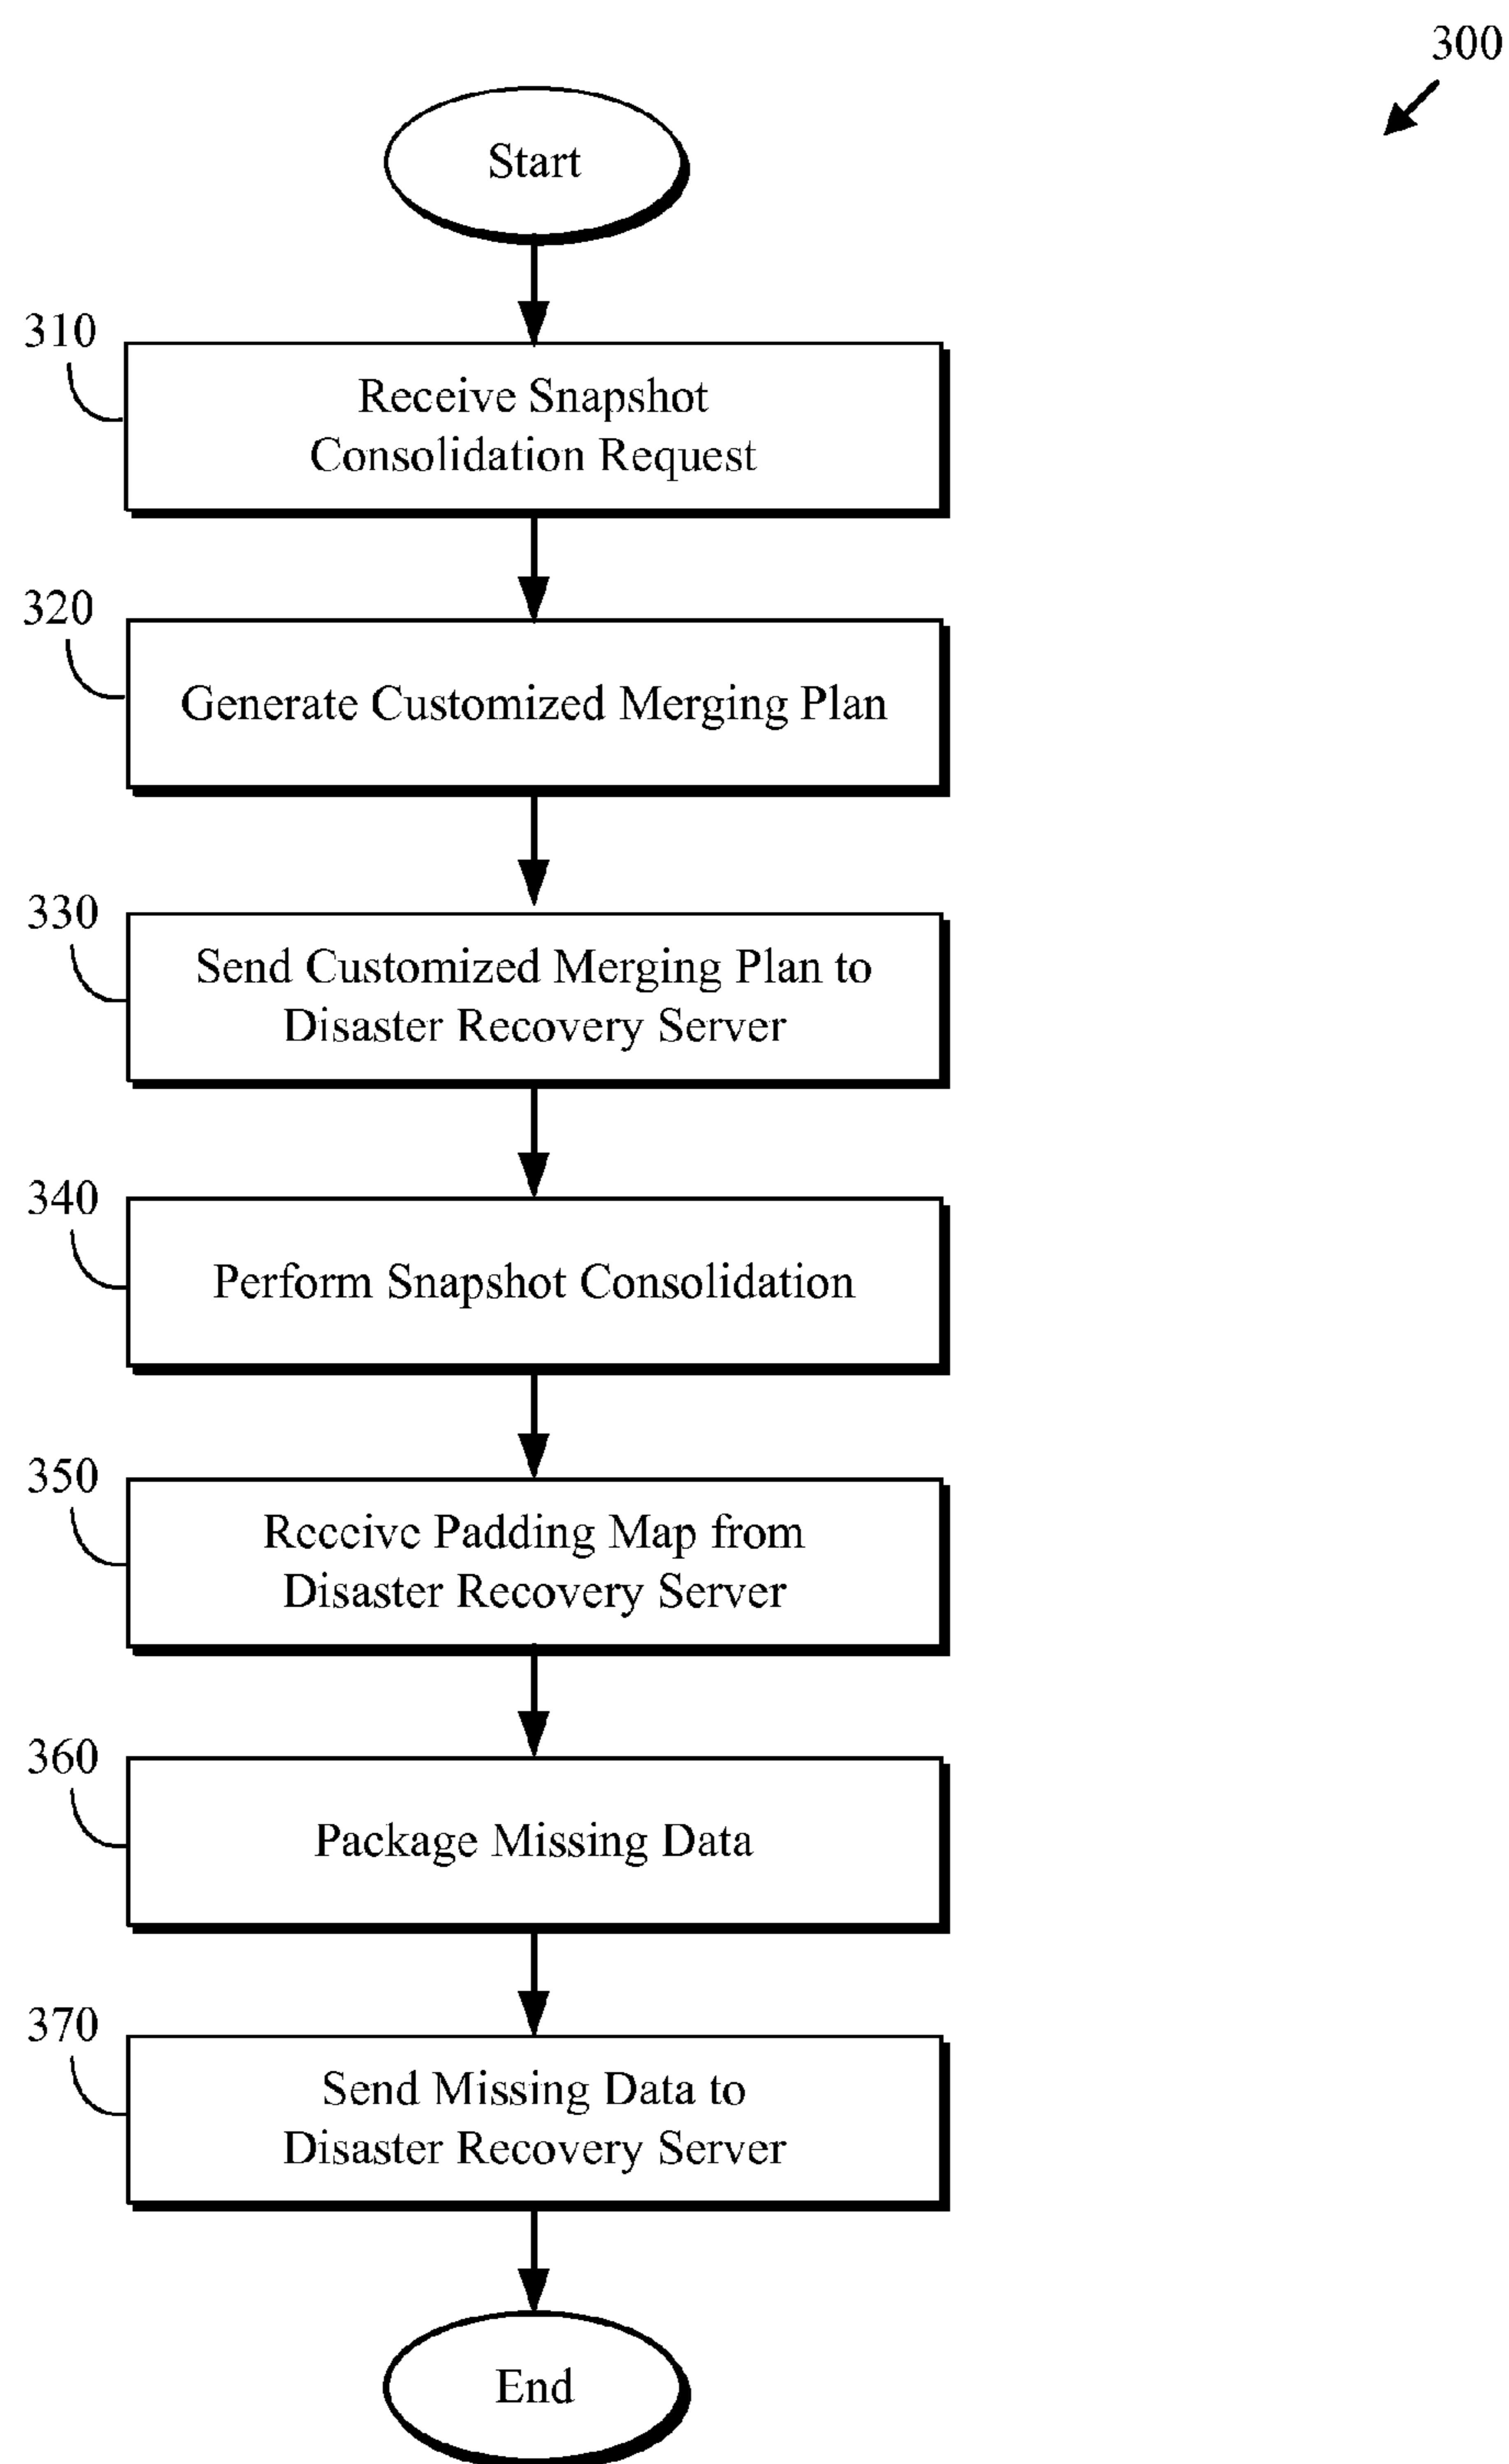 300
Start
310
Receive Snapshot
Consolidation Request
320
Generate Customized Merging Plan
330
Send Customized Merging Plan to
Disaster Recovery Server
340
Perform Snapshot Consolidation
350
Receive Padding Map from
Disaster Recovery Server
360
Package Missing Data
370
Send Missing Data to
Disaster Recovery Server
End